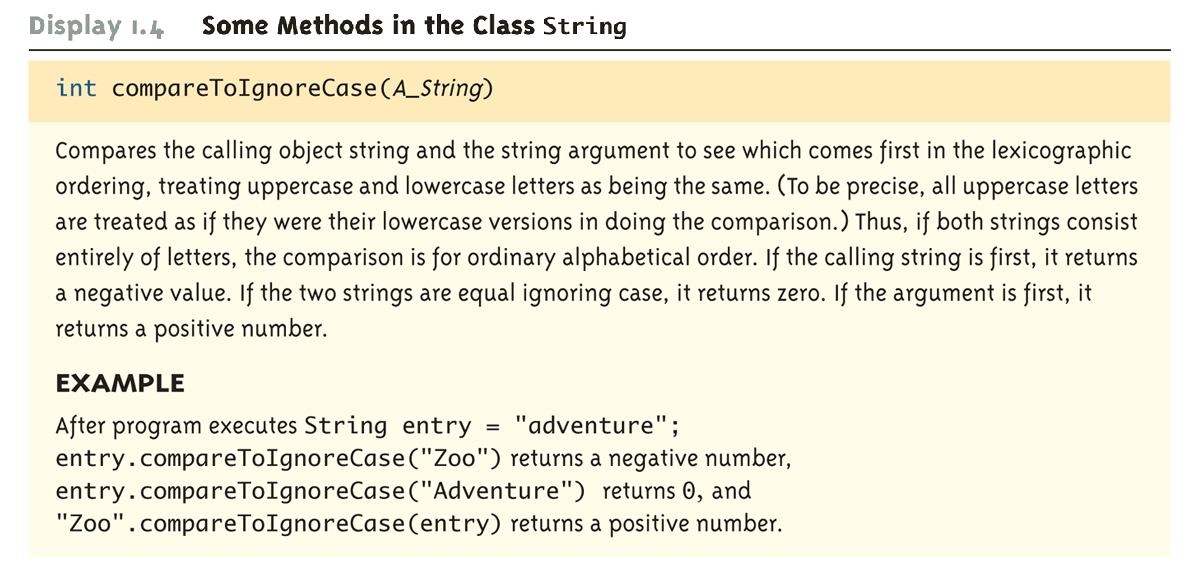 Display 1.4 Some Methods in the Class String
int compareToIgnoreCase(A_String)
Compares the calling object string and the string argument to see which comes first in the lexicographic
ordering, treating uppercase and lowercase letters as being the same. (To be precise, all uppercase letters
are treated as if they were their lowercase versions in doing the comparison.) Thus, if both strings consist
entirely of letters, the comparison is for ordinary alphabetical order. If the calling string is first, it returns
a negative value. If the two strings are equal ignoring case, it returns zero. If the argument is first, it
returns a positive number.
EXAMPLE
After program executes String entry = "adventure";
entry.compareToIgnoreCase("Zoo") returns a negative number,
entry.compareToIgnoreCase("Adventure") returns 0, and
"Zoo".compareToIgnoreCase(entry) returns a positive number.